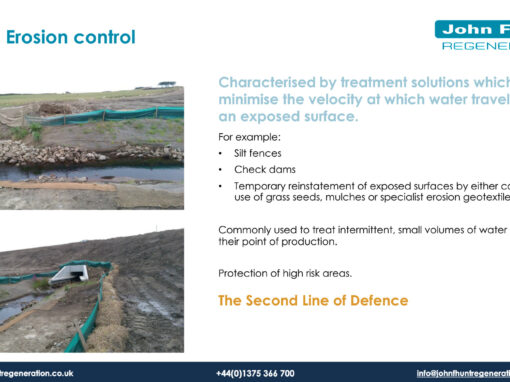 Erosion control
John F
REGENE
Characterised by treatment solutions which
minimise the velocity at which water travel
an exposed surface.
For example:
• Silt fences
• Check dams
• Temporary reinstatement of exposed surfaces by either co
use of grass seeds, mulches or specialist erosion geotextile
Commonly used to treat intermittent, small volumes of water
their point of production.
Protection of high risk areas.
The Second Line of Defence
tregeneration.co.uk
+44(0)1375 366 700
info@johnfhuntregenerati